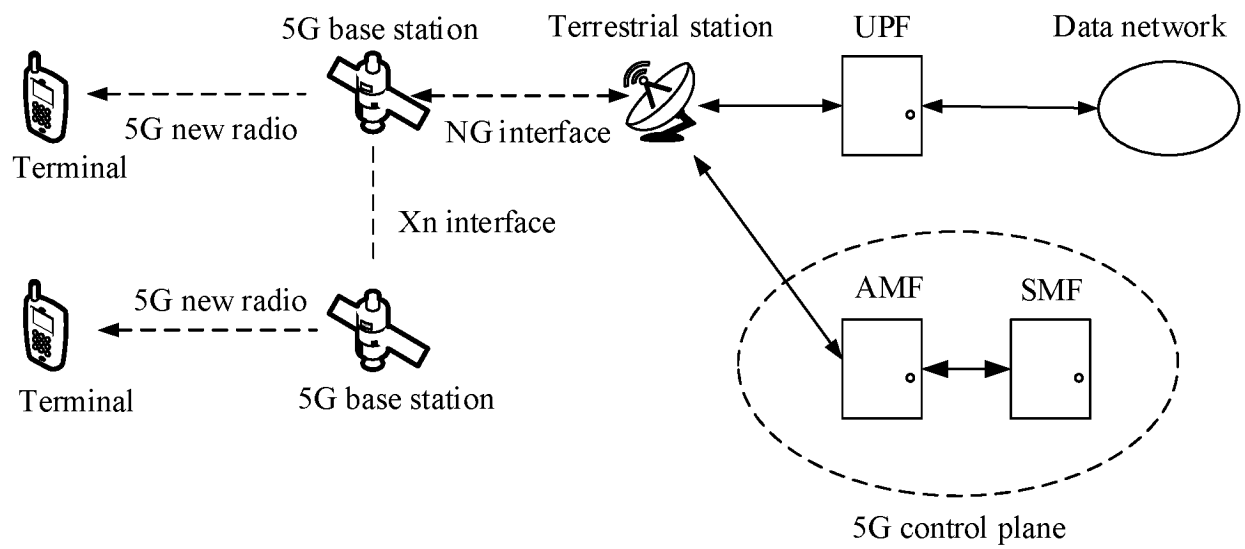 5G base station
Terrestrial station
UPF
Data network
5G new radio
NG interface
Terminal
Xn interface
5G new radio
AMF
SMF
Terminal
5G base station
5G control plane